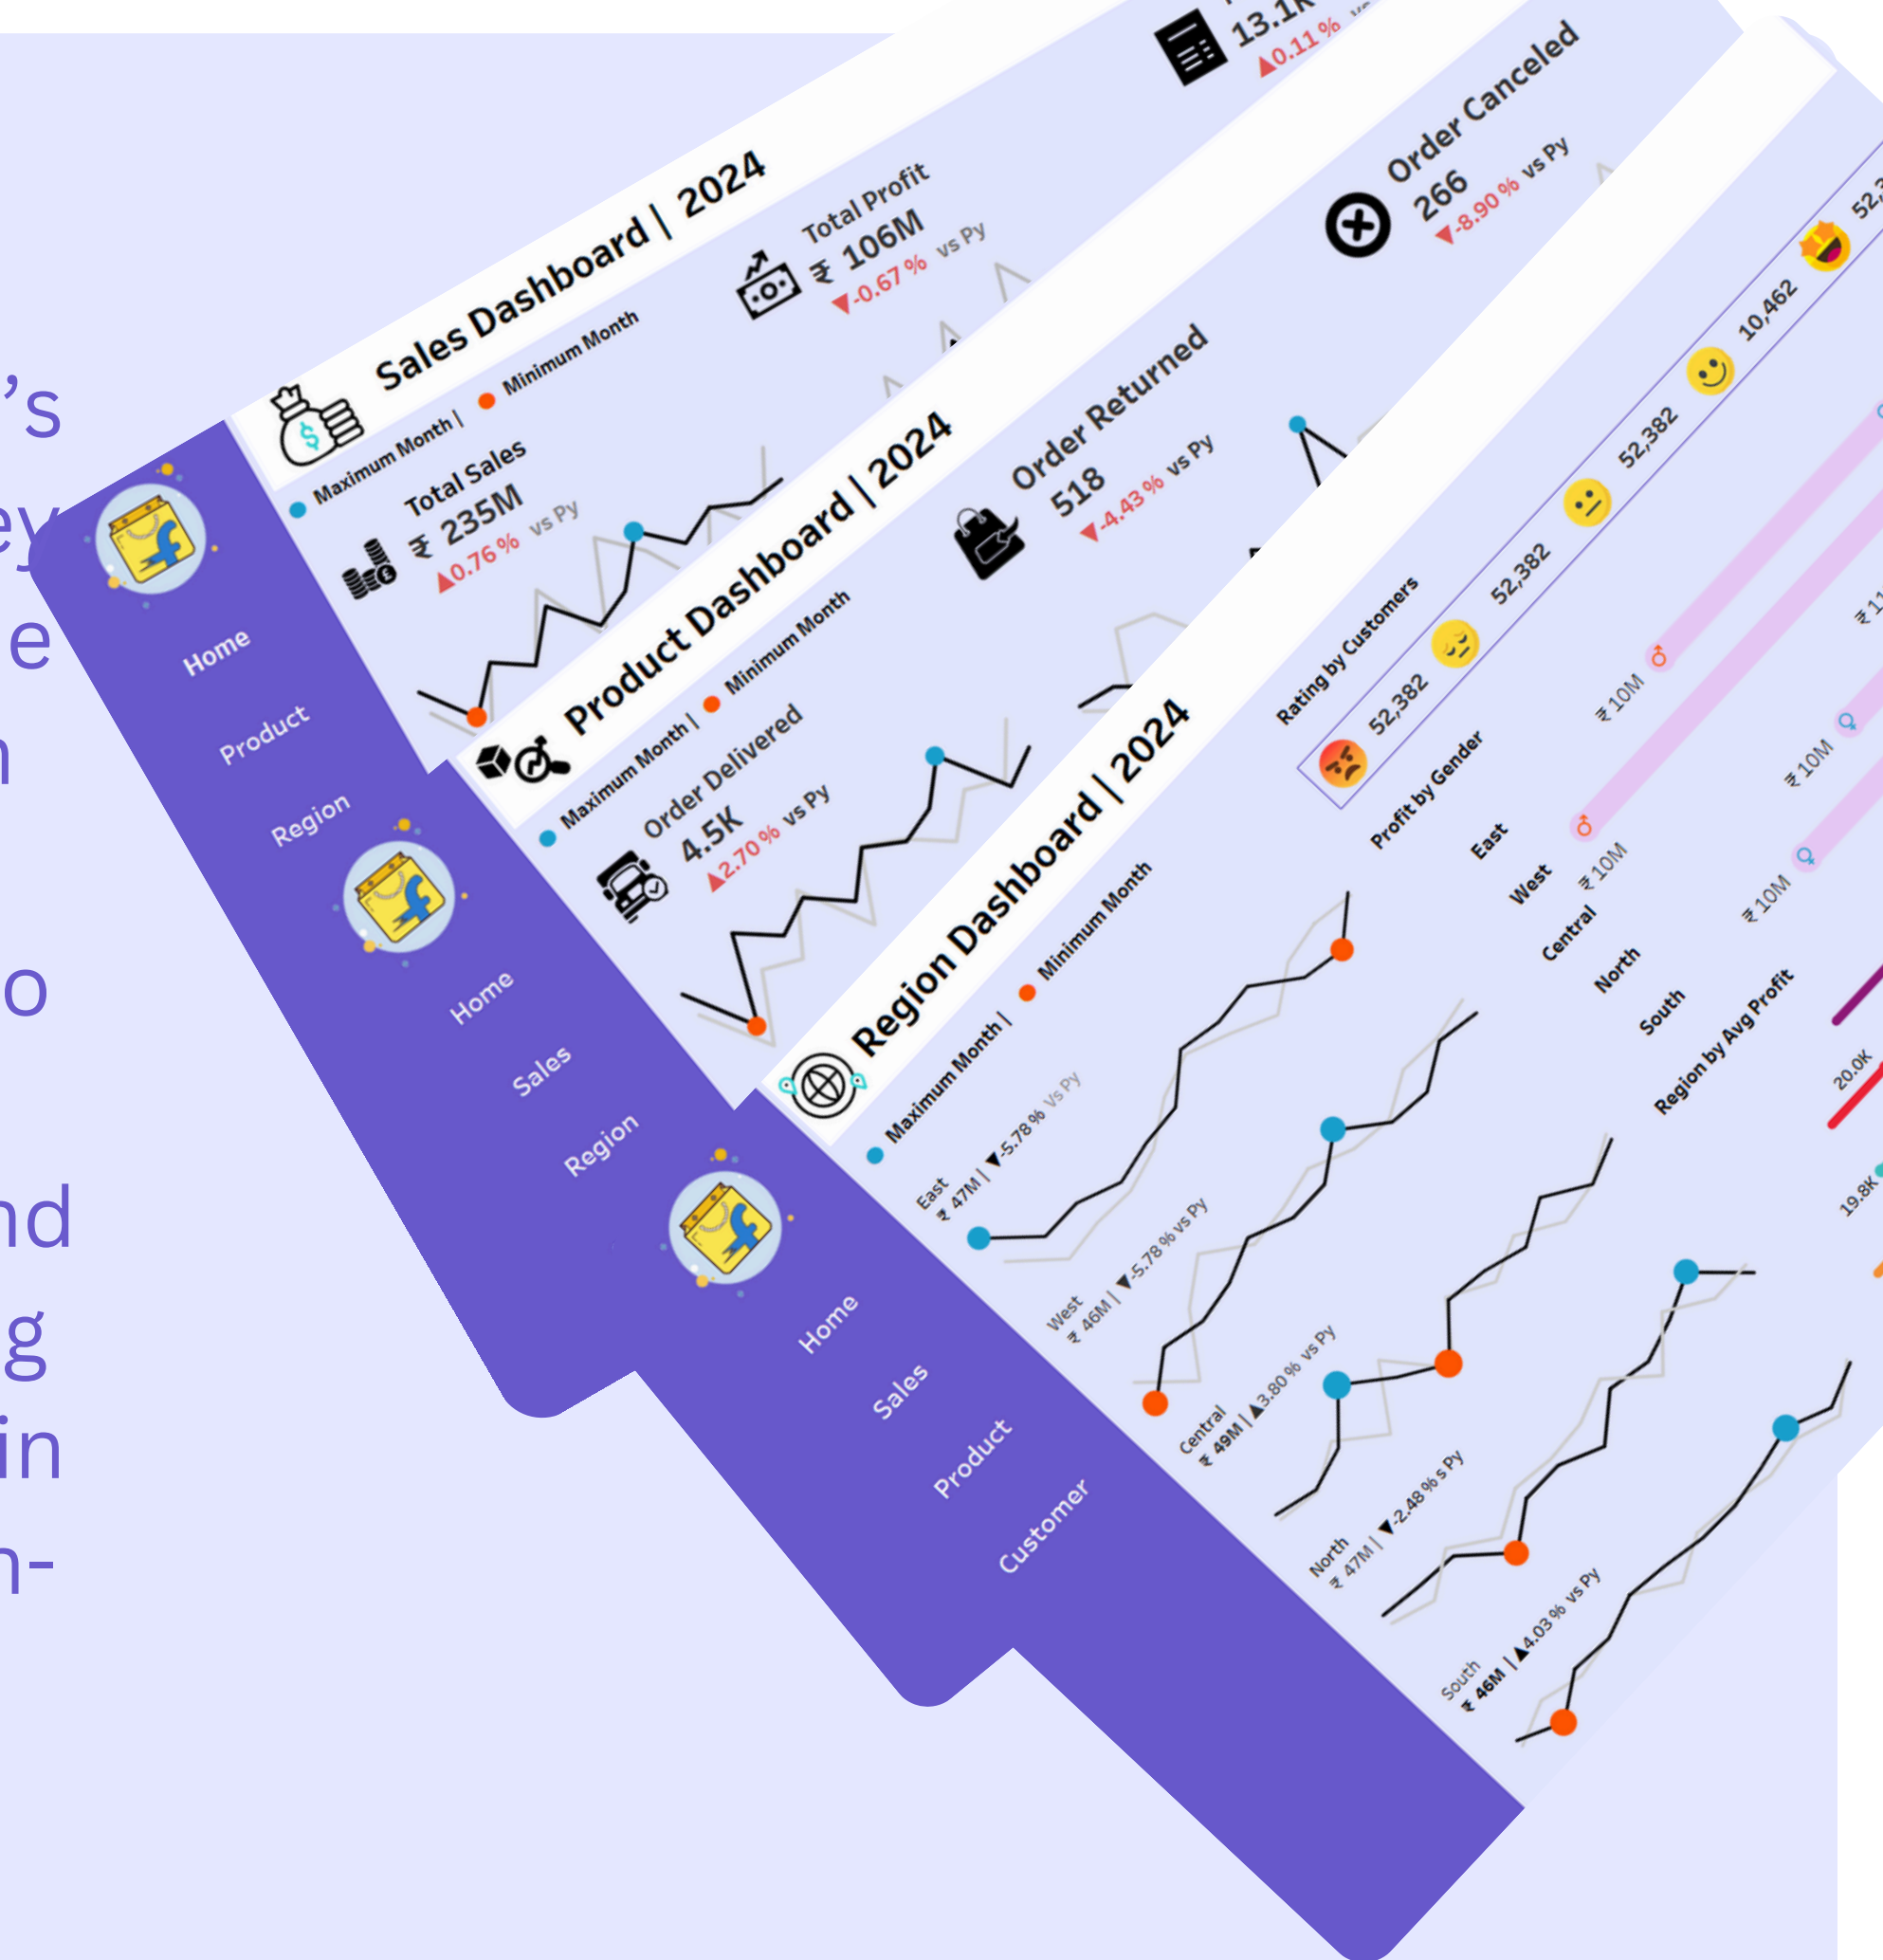 ’s
ey
e
o
nd
g
in
Sales Dashboard | 2024
Maximum Month |
Minimum Month
Total Sales
₹ 235M
▲0.76 % vs Py
Total Profit
₹ 106M
▼-0.67 % vs Py
13.1K
▲0.11 %
Home
Product
Region
Product Dashboard | 2024
Maximum Month |
Minimum Month
Order Delivered
4.5K
▲2.70 % vs Py
Order Returned
518
▼-4.43 % vs Py
Order Canceled
266
▼-8.90 % vs Py
Home
Sales
Region
Region Dashboard | 2024
Maximum Month |
Minimum Month
East
₹ 47M | ▼-5.78 % vs Py
West
₹ 46M | ▼-5.78 % vs Py
Central
₹ 49M | ▲3.80 % vs Py
North
₹ 47M | ▼-2.48 % s Py
South
₹ 46M | ▲4.03 % vs Py
Home
Sales
Product
Customer
Rating by Customers
52,382
52,382
52,382
10,462
Profit by Gender
East
₹ 10M
West
₹ 10M
Central
₹ 10M
North
₹ 10M
South
Region by Avg Profit
20.0K
19.8K